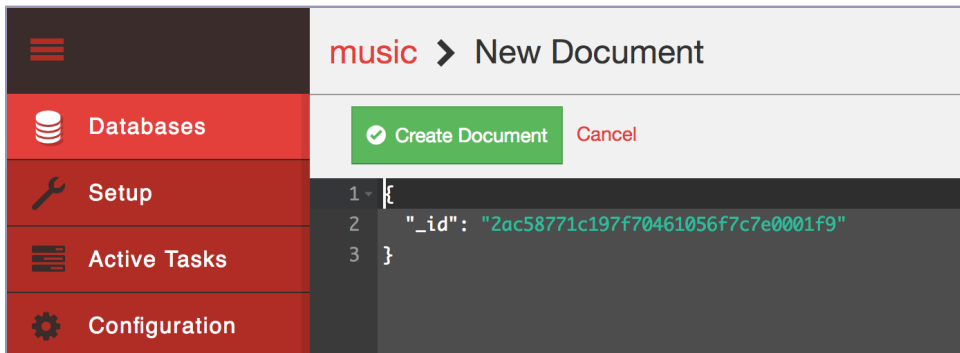 music > New Document
Databases
Create Document Cancel
Setup
1 {
2 "_id": "2ac58771c197f70461056f7c7e0001f9"
3 }
Active Tasks
Configuration